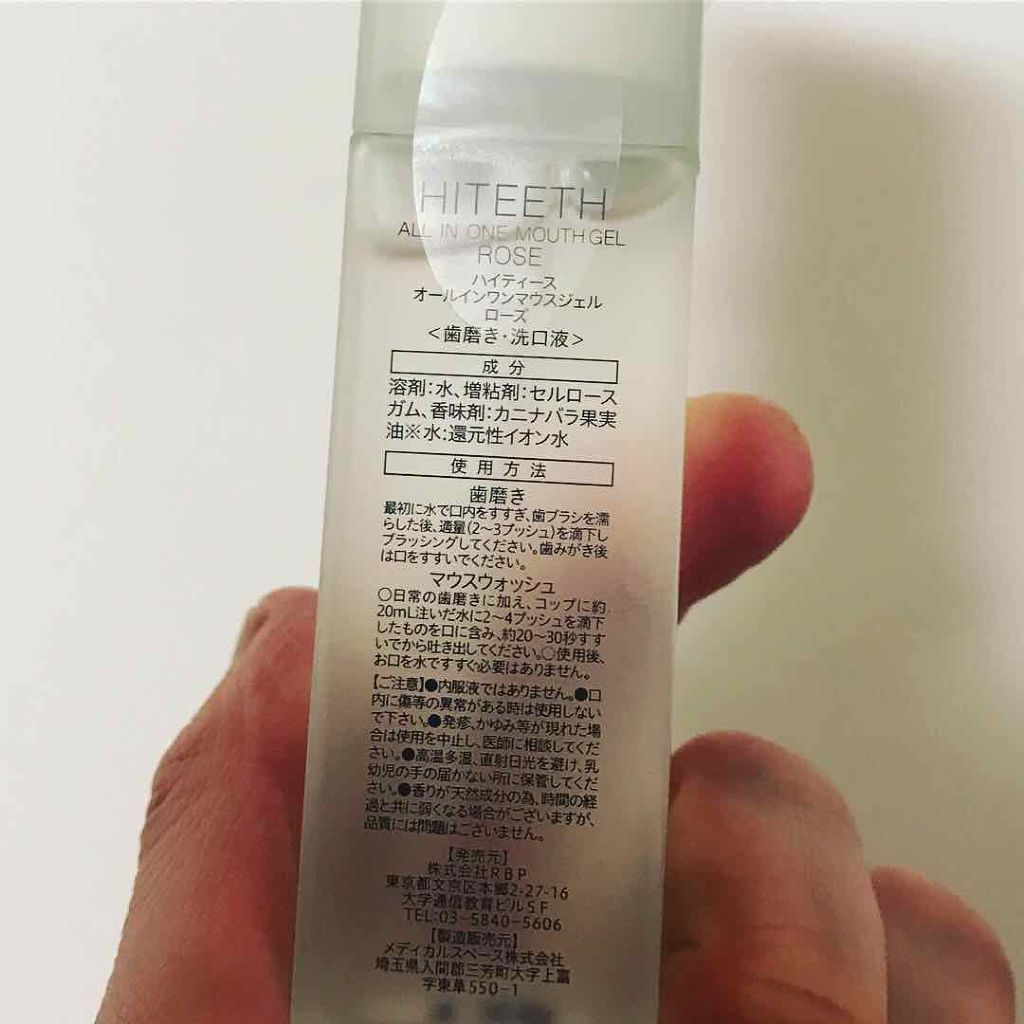 HITEETH
ALL IN ONE MOUTH GEL
ROSE
ハイティース
オールインワンマウスジェル
ローズ
<歯磨き・洗口液>
成分
溶剤:水、増粘剤:セルロース
ガム、香味剤:カニナバラ果実
油※水:還元性イオン水
使用方法
歯磨き
最初に水で口内をすすぎ、歯ブラシを濡
らした後、適量(2〜3プッシュ)を滴下し
ブラッシングしてください。歯みがき後
は口をすすいでください。
マウスウォッシュ
○日常の歯磨きに加え、コップに約
20mL注いだ水に2〜4プッシュを滴下
したものを口に含み、約20〜30秒すす
いでから吐き出してください。○使用後、
お口を水ですすぐ必要はありません。
【ご注意】●内服液ではありません。●口
内に傷等の異常がある時は使用しない
で下さい。●発疹、かゆみ等が現れた場
合は使用を中止し、医師に相談してくだ
さい。●高温多湿、直射日光を避け、乳
幼児の手の届かない所に保管してくだ
さい。●香りが天然成分の為、時間の経
過と共に弱くなる場合がございますが、
品質には問題はございません。
【発売元】
株式会社RBP
東京都文京区本郷2-27-16
大学通信教育ビル5F
TEL:03-5840-5606
【製造販売元】
メディカルスペース株式会社
埼玉県入間郡三芳町大字上富
字東草550-1